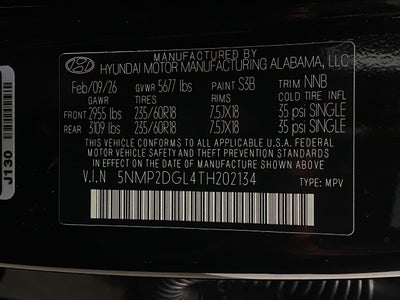 MANUFACTURED BY
HYUNDAI MOTOR MANUFACTURING ALABAMA, LLC
Feb/09/26 GVWR 5677 lbs PAINT S3B TRIM NNB
GAWR TIRES RIMS COLD TIRE INFL
FRONT 2955 lbs 235/60R18 7.5JX18 35 psi SINGLE
REAR 3109 lbs 235/60R18 7.5JX18 35 psi SINGLE
THIS VEHICLE CONFORMS TO ALL APPLICABLE U.S. FEDERAL
MOTOR VEHICLE SAFETY STANDARDS IN EFFECT ON THE
DATE OF MANUFACTURE SHOWN ABOVE.
V.I.N 5NMP2DGL4TH202134 TYPE: MPV
J130